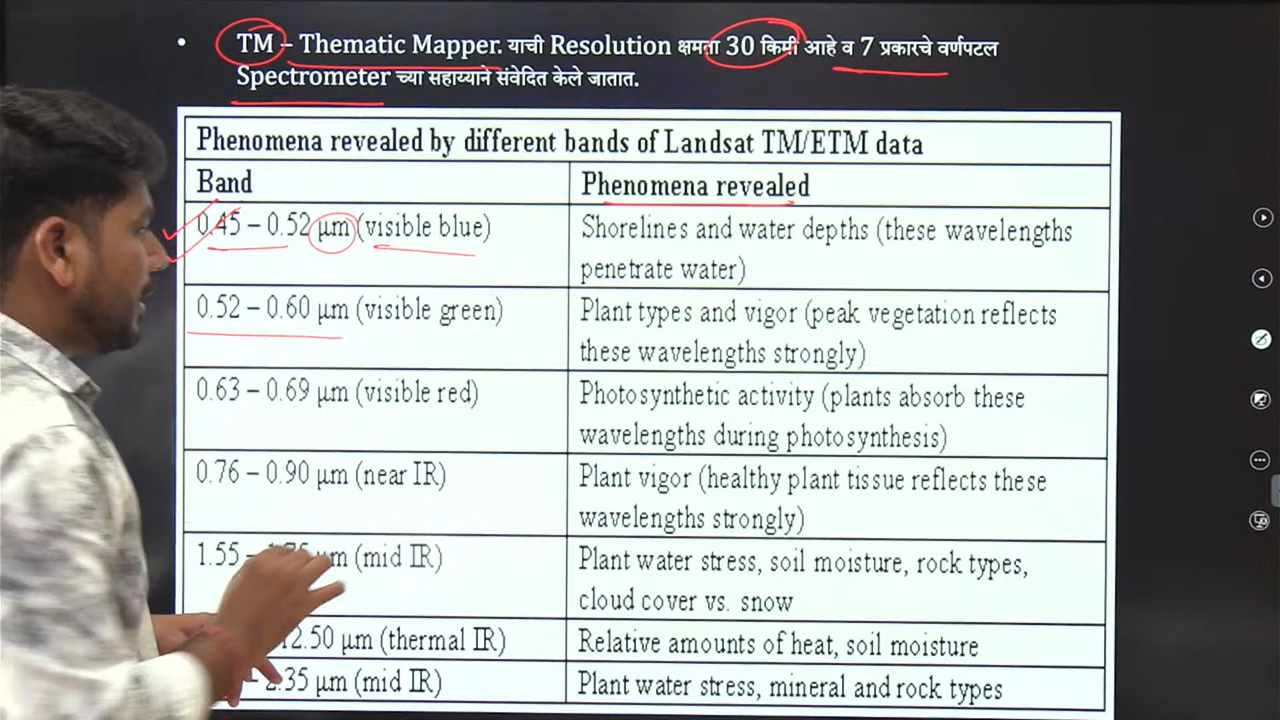 • TM – Thematic Mapper. याची Resolution क्षमता 30 किमी आहे व 7 प्रकारचे वर्णपटल
Spectrometer च्या सहाय्याने संवेदित केले जातात.
Phenomena revealed by different bands of Landsat TM/ETM data
Band Phenomena revealed
0.45 – 0.52 µm (visible blue) Shorelines and water depths (these wavelengths
penetrate water)
0.52 – 0.60 µm (visible green) Plant types and vigor (peak vegetation reflects
these wavelengths strongly)
0.63 – 0.69 µm (visible red) Photosynthetic activity (plants absorb these
wavelengths during photosynthesis)
0.76 – 0.90 µm (near IR) Plant vigor (healthy plant tissue reflects these
wavelengths strongly)
1.55 – µm (mid IR) Plant water stress, soil moisture, rock types,
cloud cover vs. snow
12.50 µm (thermal IR) Relative amounts of heat, soil moisture
– 2.35 µm (mid IR) Plant water stress, mineral and rock types